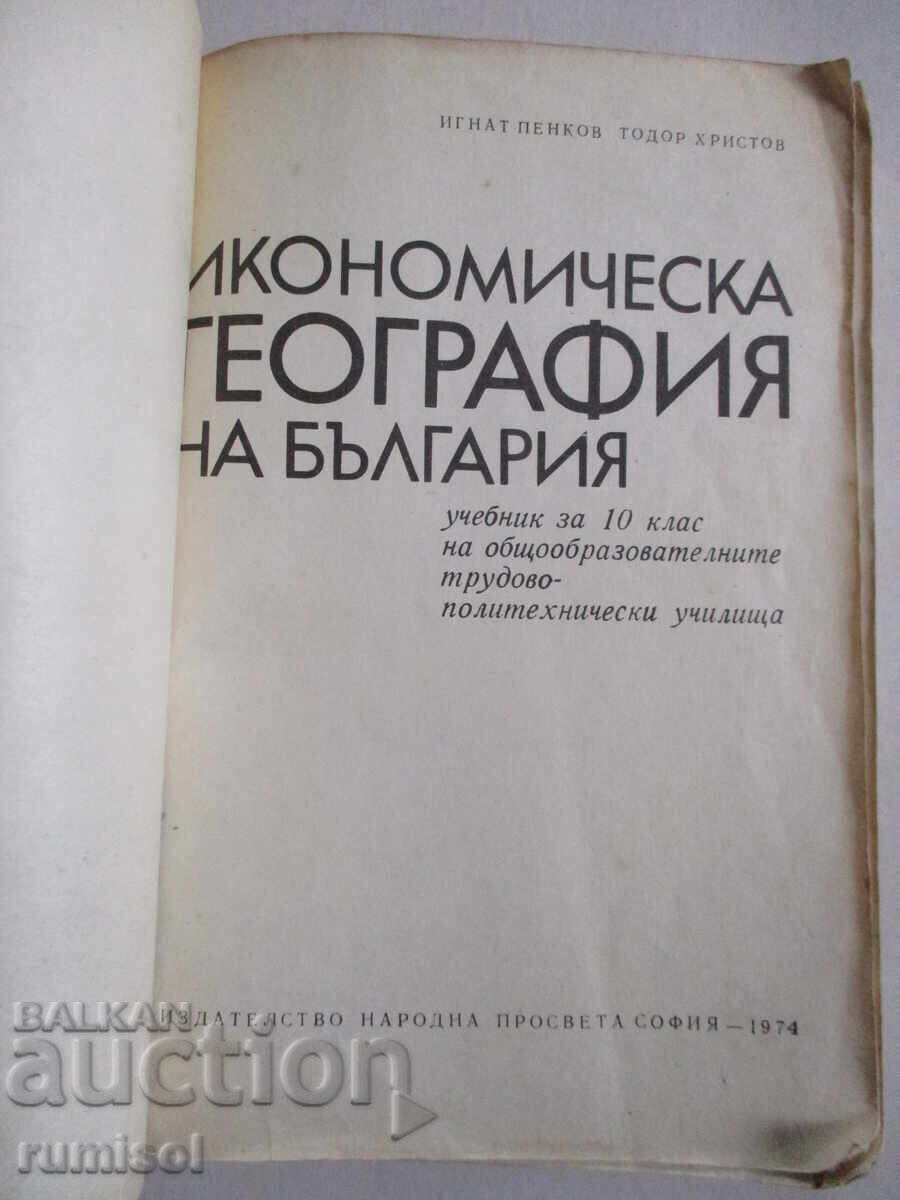 ИГНАТ ПЕНКОВ ТОДОР ХРИСТОВ
ИКОНОМИЧЕСКА
ГЕОГРАФИЯ
НА БЪЛГАРИЯ
учебник за 10 клас
на общообразователните
трудово-
политехнически училища
ИЗДАТЕЛСТВО НАРОДНА ПРОСВЕТА СОФИЯ — 1974
BALKAN
auction
rumisol